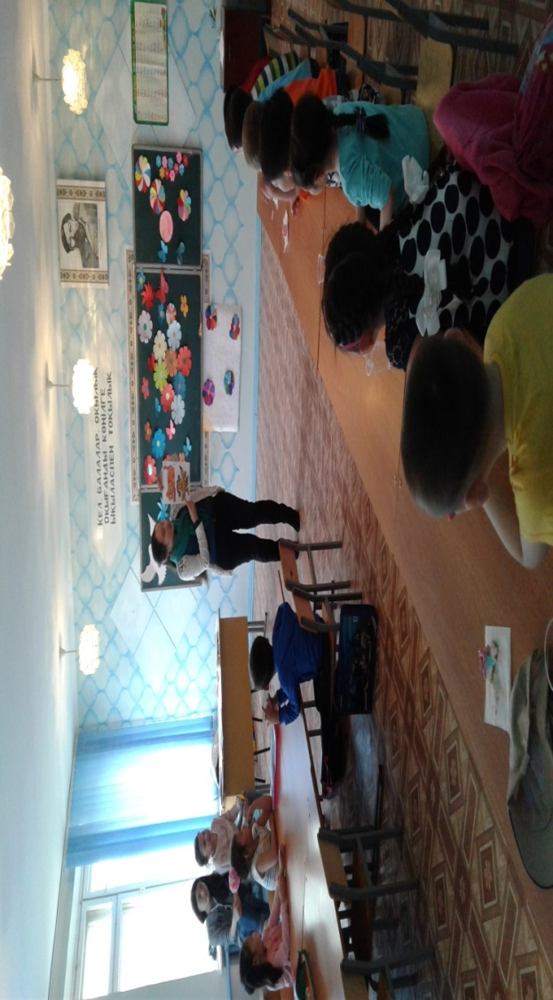 КЕЛ, БАЛАЛАР ОҚЫЛЫҚ
ОҚЫҒАНДЫ КӨҢІЛГЕ
ЫҚЫЛАСПЕН ТОҚЫЛЫҚ